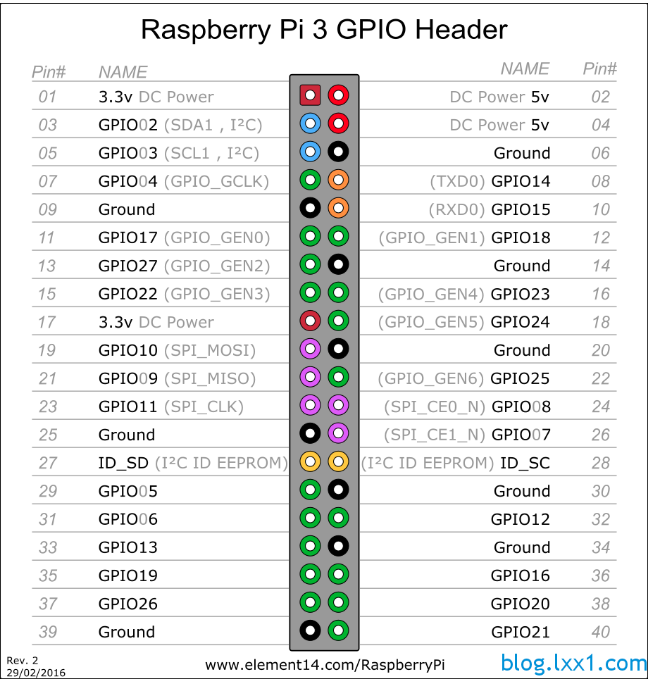 Raspberry Pi 3 GPIO Header
Pin# NAME NAME Pin#
01 3.3v DC Power DC Power 5v 02
03 GPIO02 (SDA1 , I²C) DC Power 5v 04
05 GPIO03 (SCL1 , I²C) Ground 06
07 GPIO04 (GPIO_GCLK) (TXD0) GPIO14 08
09 Ground (RXD0) GPIO15 10
11 GPIO17 (GPIO_GEN0) (GPIO_GEN1) GPIO18 12
13 GPIO27 (GPIO_GEN2) Ground 14
15 GPIO22 (GPIO_GEN3) (GPIO_GEN4) GPIO23 16
17 3.3v DC Power (GPIO_GEN5) GPIO24 18
19 GPIO10 (SPI_MOSI) Ground 20
21 GPIO09 (SPI_MISO) (GPIO_GEN6) GPIO25 22
23 GPIO11 (SPI_CLK) (SPI_CE0_N) GPIO08 24
25 Ground (SPI_CE1_N) GPIO07 26
27 ID_SD (I²C ID EEPROM) (I²C ID EEPROM) ID_SC 28
29 GPIO05 Ground 30
31 GPIO06 GPIO12 32
33 GPIO13 Ground 34
35 GPIO19 GPIO16 36
37 GPIO26 GPIO20 38
39 Ground GPIO21 40
Rev. 2
29/02/2016
www.element14.com/RaspberryPi
blog.lxx1.com